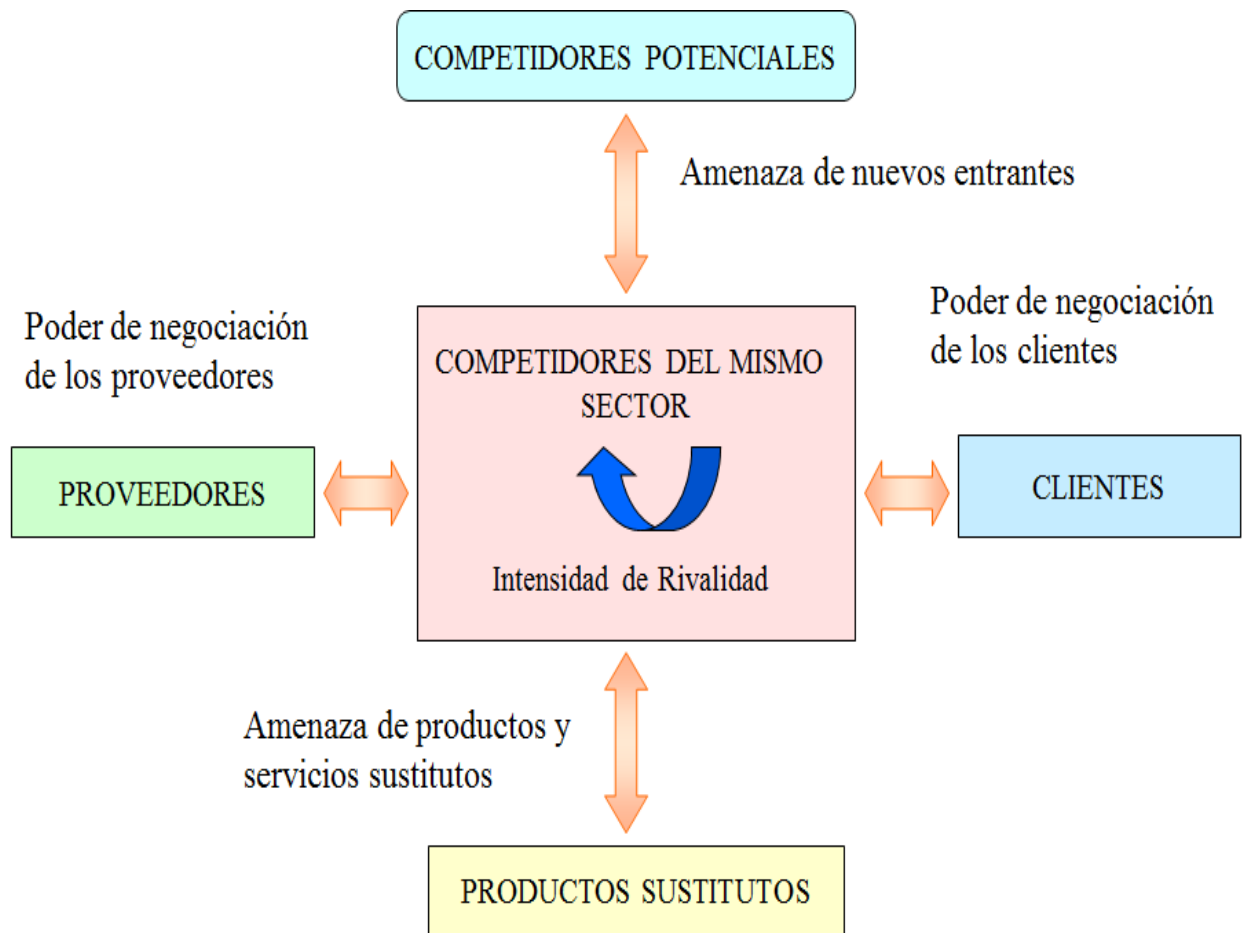 COMPETIDORES POTENCIALES
Amenaza de nuevos entrantes
Poder de negociación
de los proveedores
Poder de negociación
de los clientes
COMPETIDORES DEL MISMO
SECTOR
PROVEEDORES
CLIENTES
Intensidad de Rivalidad
Amenaza de productos y
servicios sustitutos
PRODUCTOS SUSTITUTOS